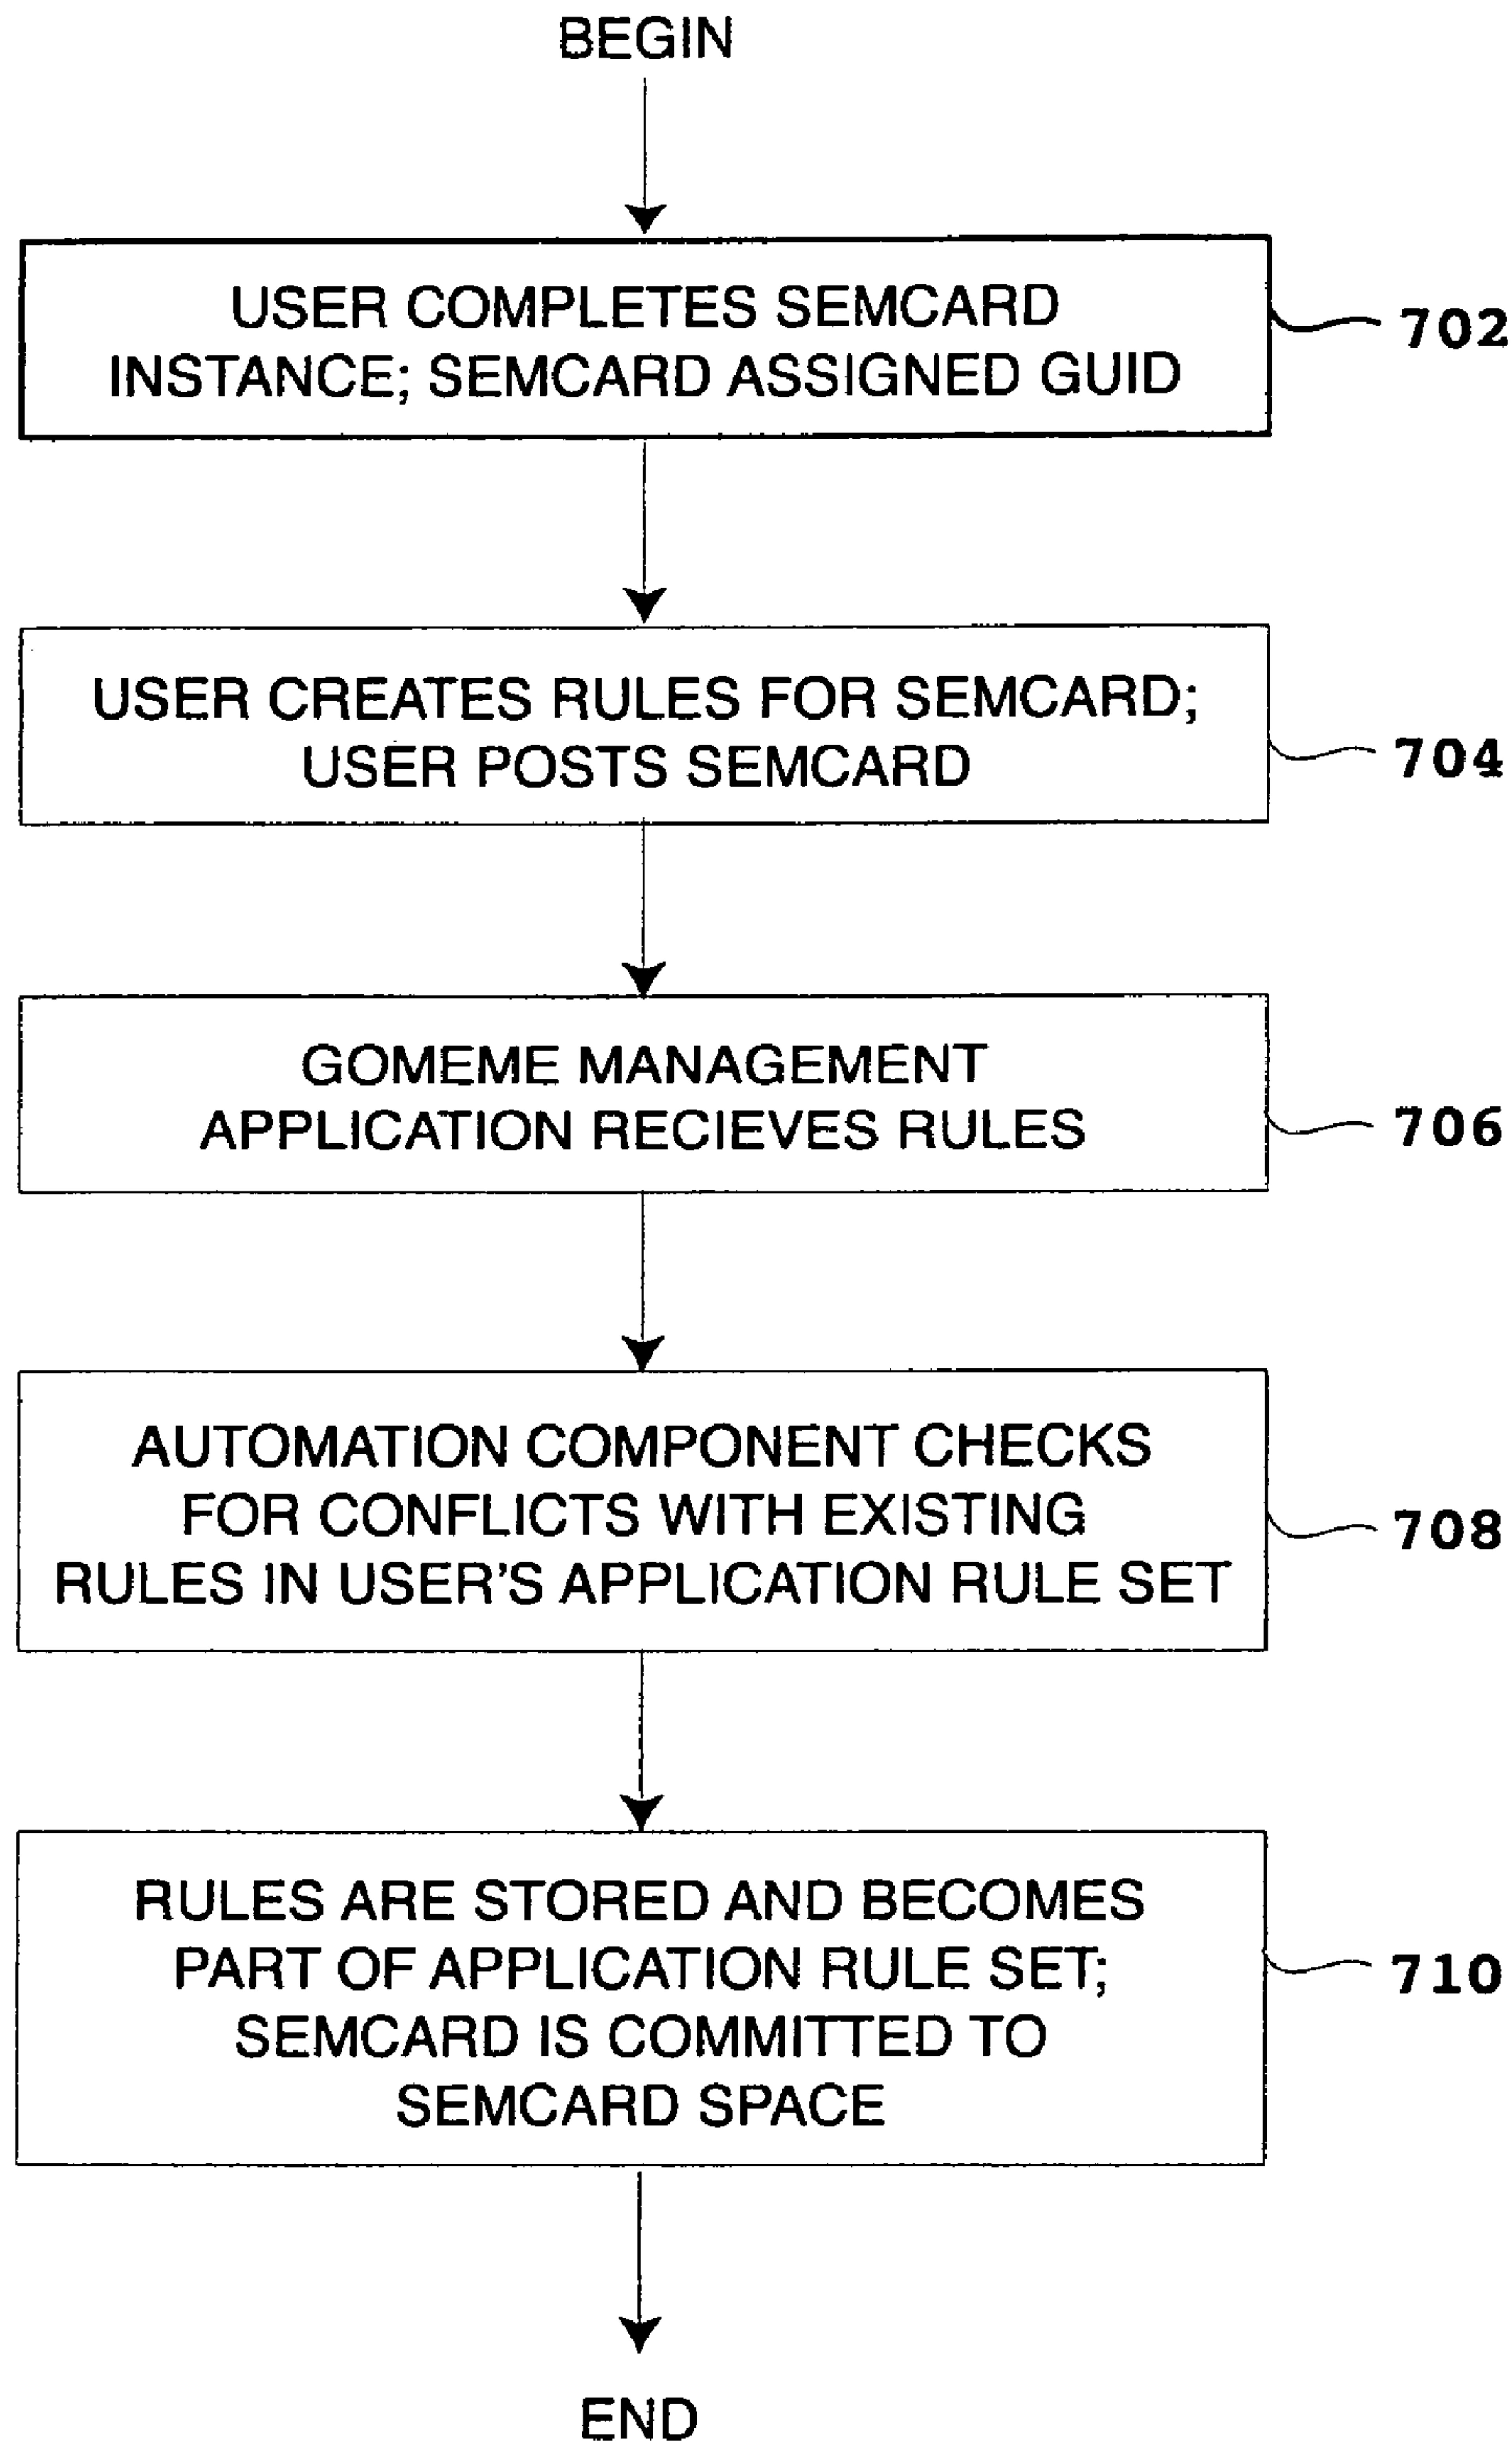 BEGIN
USER COMPLETES SEMCARD
INSTANCE; SEMCARD ASSIGNED GUID
702
USER CREATES RULES FOR SEMCARD;
USER POSTS SEMCARD
704
GOMEME MANAGEMENT
APPLICATION RECIEVES RULES
706
AUTOMATION COMPONENT CHECKS
FOR CONFLICTS WITH EXISTING
RULES IN USER'S APPLICATION RULE SET
708
RULES ARE STORED AND BECOMES
PART OF APPLICATION RULE SET;
SEMCARD IS COMMITTED TO
SEMCARD SPACE
710
END